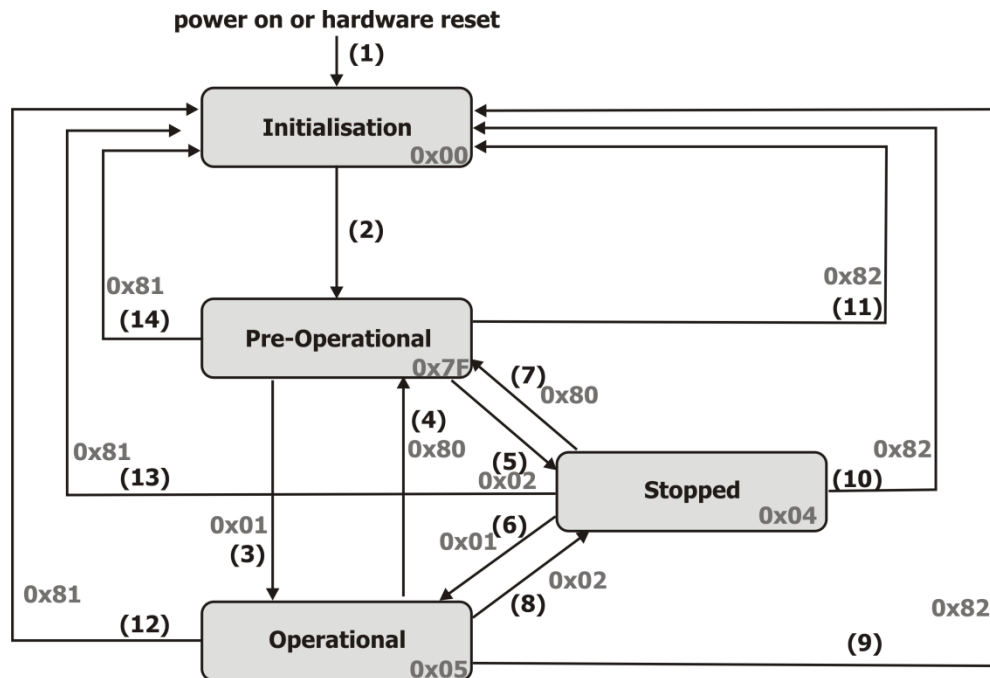 power on or hardware reset
(1)
Initialisation
0x00
(2)
0x81
(14)
0x82
(11)
Pre-Operational
0x7F
(7)
0x80
(4)
0x80
(5)
0x02
0x81
(13)
0x82
(10)
Stopped
0x04
0x01
(3)
(6)
0x01
0x02
(8)
0x81
(12)
Operational
0x05
0x82
(9)